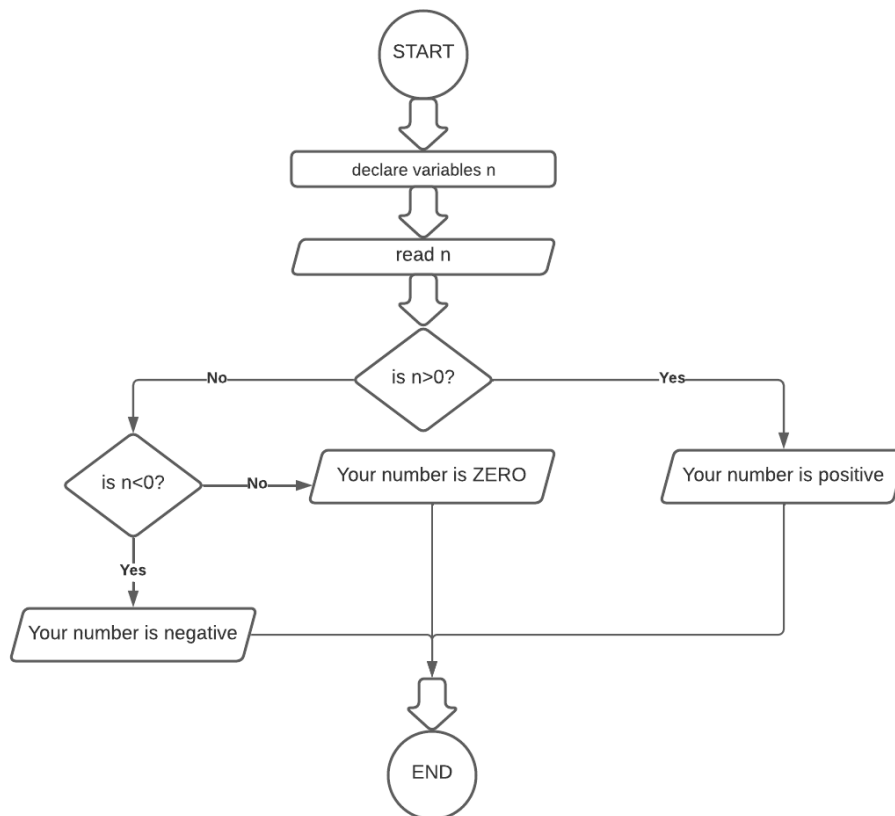 START
declare variables n
read n
is n>0?
No
Yes
is n<0?
No
Your number is ZERO
Your number is positive
Yes
Your number is negative
END